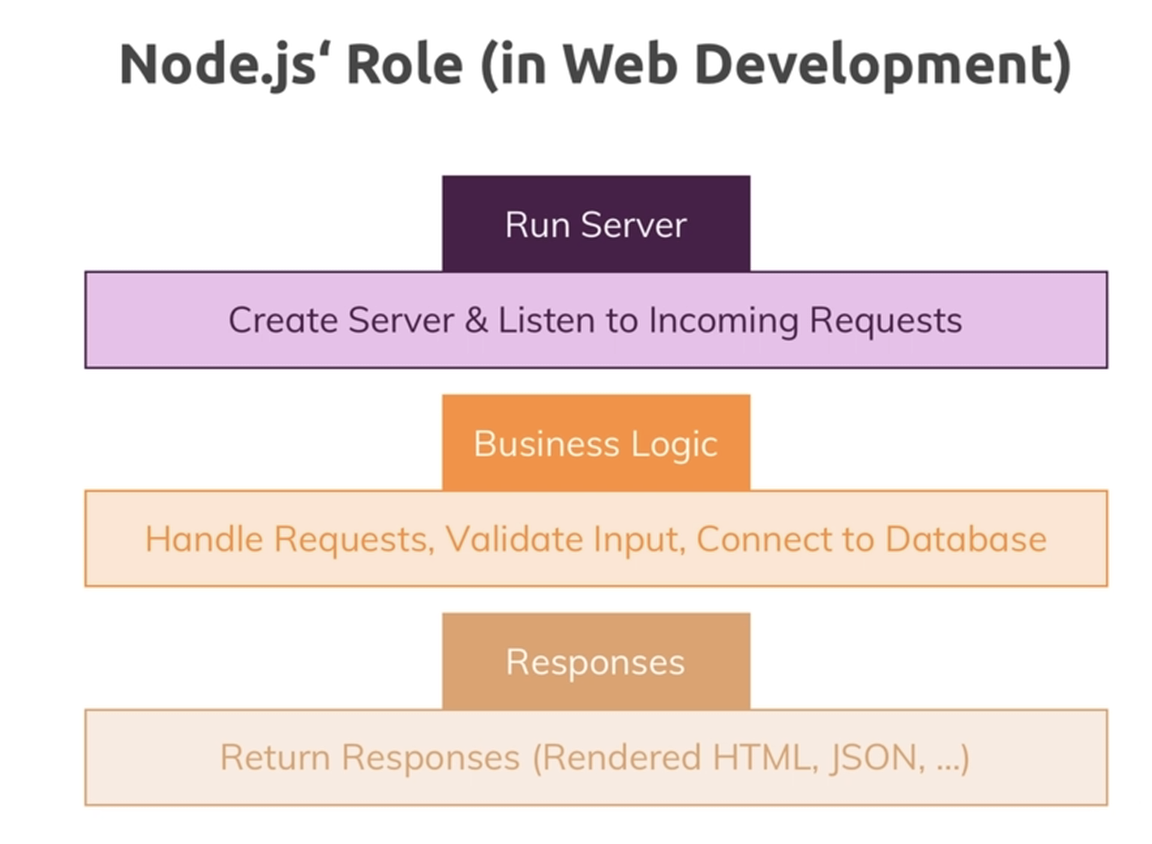 Node.js‘ Role (in Web Development)
Run Server
Create Server & Listen to Incoming Requests
Business Logic
Handle Requests, Validate Input, Connect to Database
Responses
Return Responses (Rendered HTML, JSON, ...)